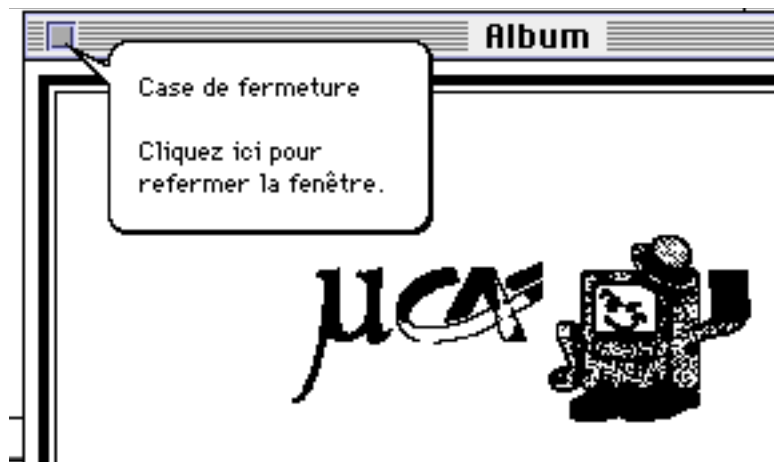 Album
Case de fermeture
Cliquez ici pour
refermer la fenêtre.
µCA